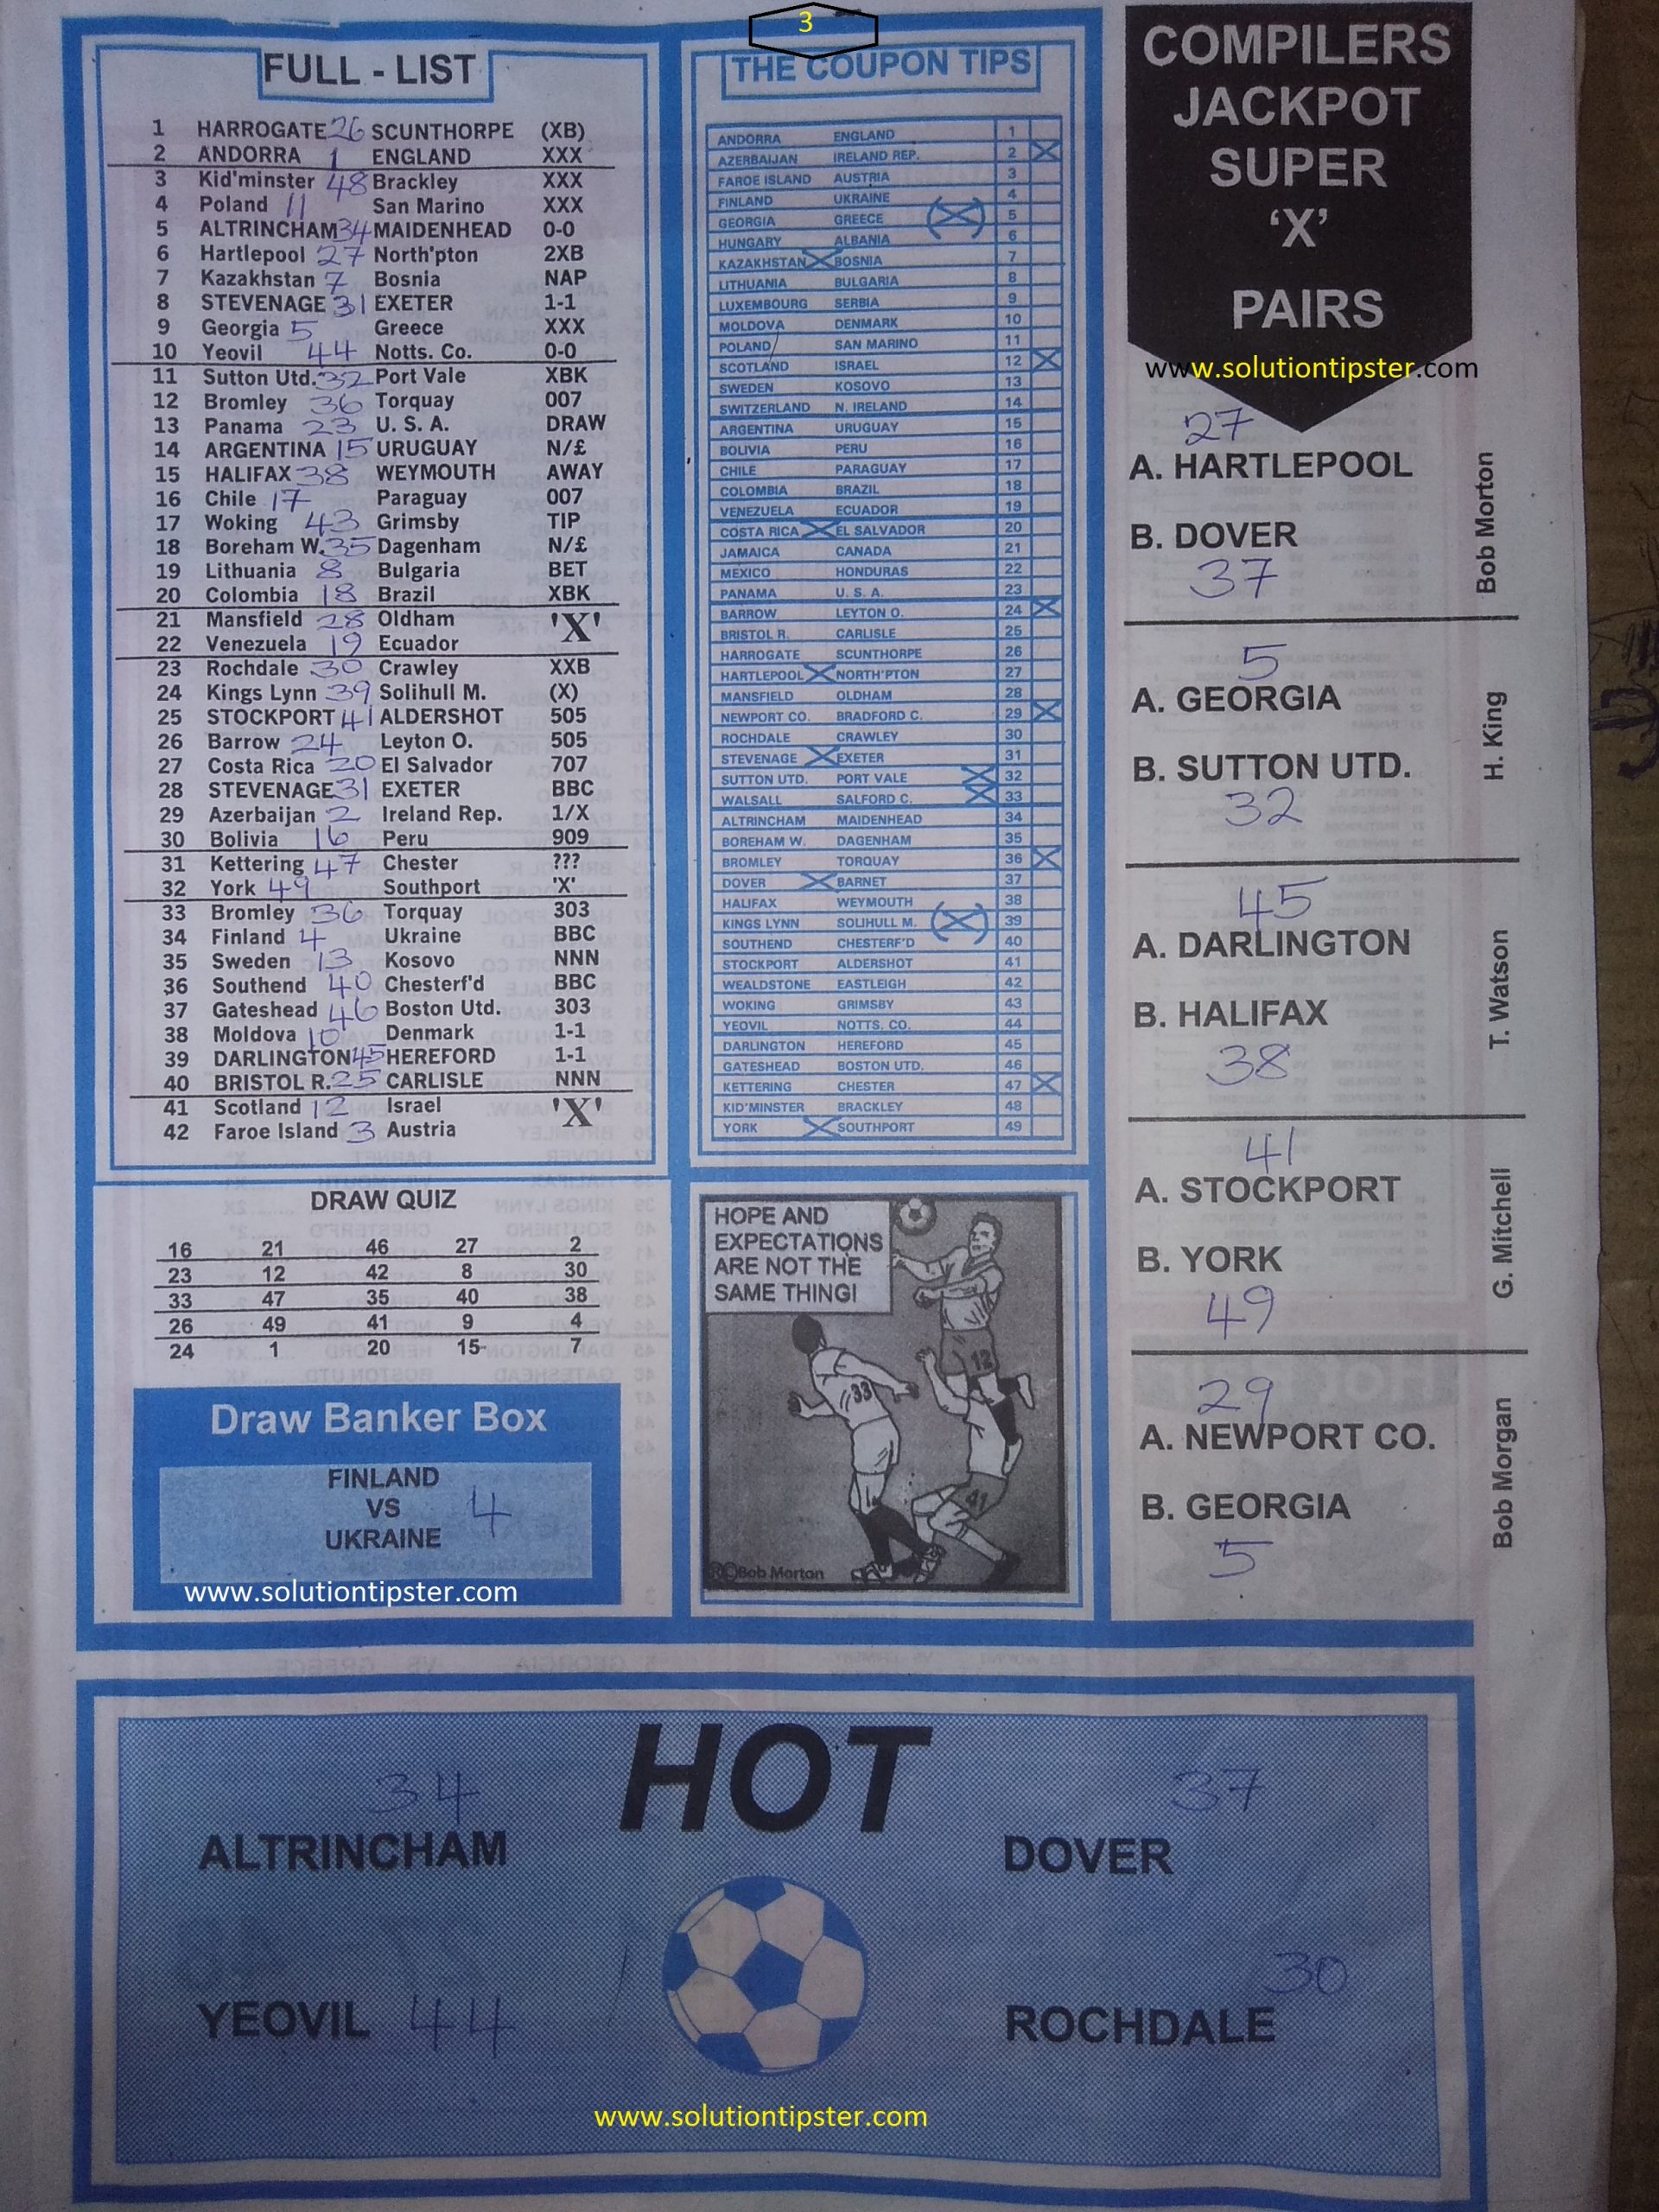 3
FULL - LIST
1 HARROGATE 26 SCUNTHORPE (XB)
2 ANDORRA 1 ENGLAND XXX
3 Kid'minster 48 Brackley XXX
4 Poland 11 San Marino XXX
5 ALTRINCHAM 34 MAIDENHEAD 0-0
6 Hartlepool 27 North'pton 2XB
7 Kazakhstan 7 Bosnia NAP
8 STEVENAGE 31 EXETER 1-1
9 Georgia 5 Greece XXX
10 Yeovil 44 Notts. Co. 0-0
11 Sutton Utd. 32 Port Vale XBK
12 Bromley 36 Torquay 007
13 Panama 23 U. S. A. DRAW
14 ARGENTINA 15 URUGUAY N/£
15 HALIFAX 38 WEYMOUTH AWAY
16 Chile 17 Paraguay 007
17 Woking 43 Grimsby TIP
18 Boreham W. 35 Dagenham N/£
19 Lithuania 8 Bulgaria BET
20 Colombia 18 Brazil XBK
21 Mansfield 28 Oldham 'X'
22 Venezuela 19 Ecuador
23 Rochdale 30 Crawley XXB
24 Kings Lynn 39 Solihull M. (X)
25 STOCKPORT 41 ALDERSHOT 505
26 Barrow 24 Leyton O. 505
27 Costa Rica 20 El Salvador 707
28 STEVENAGE 31 EXETER BBC
29 Azerbaijan 2 Ireland Rep. 1/X
30 Bolivia 16 Peru 909
31 Kettering 47 Chester ???
32 York 49 Southport 'X'
33 Bromley 36 Torquay 303
34 Finland 4 Ukraine BBC
35 Sweden 13 Kosovo NNN
36 Southend 40 Chesterf'd BBC
37 Gateshead 46 Boston Utd. 303
38 Moldova 10 Denmark 1-1
39 DARLINGTON 45 HEREFORD 1-1
40 BRISTOL R. 25 CARLISLE NNN
41 Scotland 12 Israel 'X'
42 Faroe Island 3 Austria
DRAW QUIZ
16 21 46 27 2
23 12 42 8 30
33 47 35 40 38
26 49 41 9 4
24 1 20 15 7
Draw Banker Box
FINLAND
VS 4
UKRAINE
www.solutiontipster.com
THE COUPON TIPS
ANDORRA ENGLAND 1
AZERBAIJAN IRELAND REP. 2 X
FAROE ISLAND AUSTRIA 3
FINLAND UKRAINE 4
GEORGIA GREECE (X) 5
HUNGARY ALBANIA 6
KAZAKHSTAN X BOSNIA 7
LITHUANIA BULGARIA 8
LUXEMBOURG SERBIA 9
MOLDOVA DENMARK 10
POLAND SAN MARINO 11
SCOTLAND ISRAEL 12 X
SWEDEN KOSOVO 13
SWITZERLAND N. IRELAND 14
ARGENTINA URUGUAY 15
BOLIVIA PERU 16
CHILE PARAGUAY 17
COLOMBIA BRAZIL 18
VENEZUELA ECUADOR 19
COSTA RICA X EL SALVADOR 20
JAMAICA CANADA 21
MEXICO HONDURAS 22
PANAMA U. S. A. 23
BARROW LEYTON O. 24 X
BRISTOL R. CARLISLE 25
HARROGATE SCUNTHORPE 26
HARTLEPOOL X NORTH'PTON 27
MANSFIELD OLDHAM 28
NEWPORT CO. BRADFORD C. 29 X
ROCHDALE CRAWLEY 30
STEVENAGE X EXETER 31
SUTTON UTD. PORT VALE X 32
WALSALL SALFORD C. X 33
ALTRINCHAM MAIDENHEAD 34
BOREHAM W. DAGENHAM 35
BROMLEY TORQUAY 36 X
DOVER X BARNET 37
HALIFAX WEYMOUTH 38
KINGS LYNN SOLIHULL M. (X) 39
SOUTHEND CHESTERF'D 40
STOCKPORT ALDERSHOT 41
WEALDSTONE EASTLEIGH 42
WOKING GRIMSBY 43
YEOVIL NOTTS. CO. 44
DARLINGTON HEREFORD 45
GATESHEAD BOSTON UTD. 46
KETTERING CHESTER 47 X
KID'MINSTER BRACKLEY 48
YORK X SOUTHPORT 49
HOPE AND
EXPECTATIONS
ARE NOT THE
SAME THING!
12
33
41
Bob Morton
COMPILERS
JACKPOT
SUPER
'X'
PAIRS
www.solutiontipster.com
27
A. HARTLEPOOL
B. DOVER
37
Bob Morton
5
A. GEORGIA
B. SUTTON UTD.
32
H. King
45
A. DARLINGTON
B. HALIFAX
38
T. Watson
41
A. STOCKPORT
B. YORK
49
G. Mitchell
29
A. NEWPORT CO.
B. GEORGIA
5
Bob Morgan
HOT
34 37
ALTRINCHAM DOVER
30
YEOVIL 44 ROCHDALE
www.solutiontipster.com